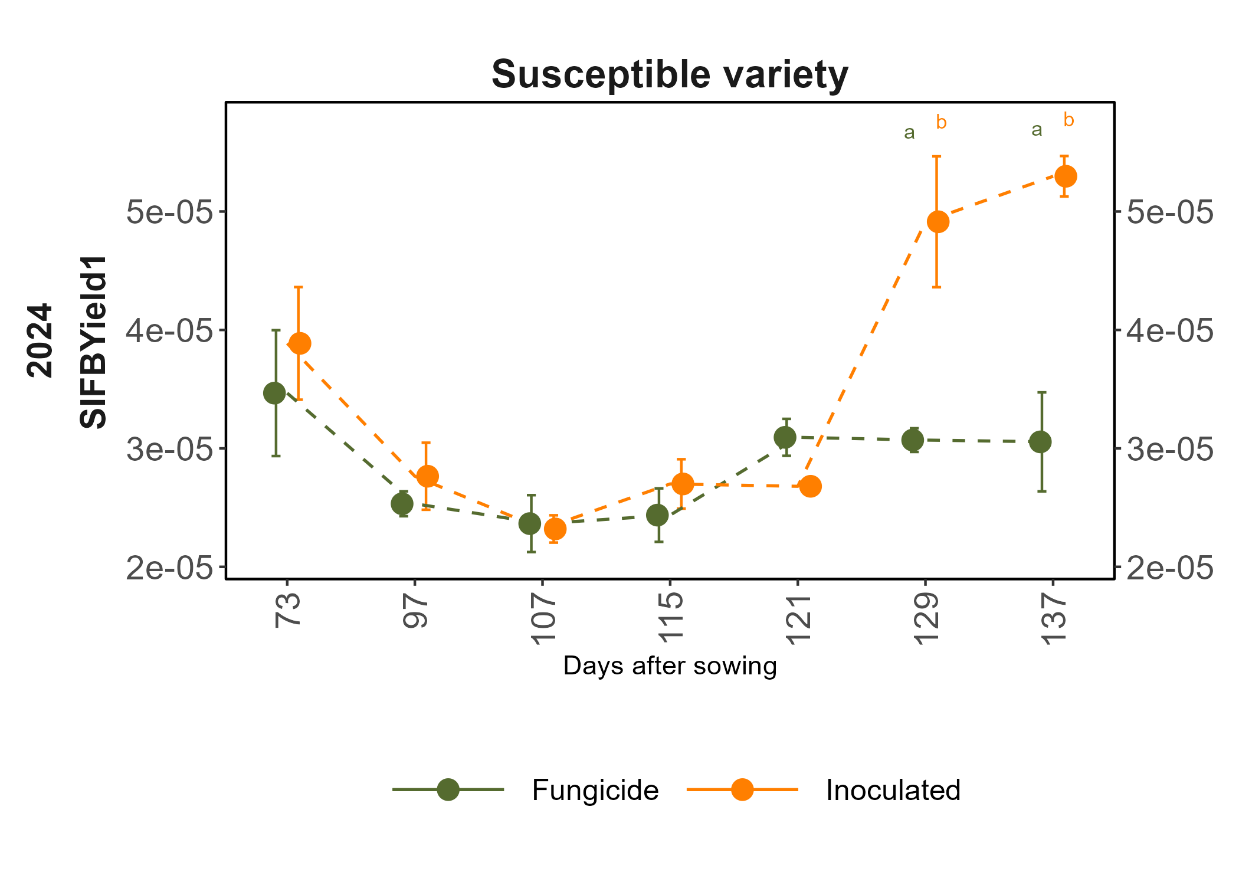 Susceptible variety
a b a b
5e-05 5e-05
4e-05 4e-05
3e-05 3e-05
2e-05 2e-05
2024
SIFBYield1
73 97 107 115 121 129 137
Days after sowing
Fungicide Inoculated